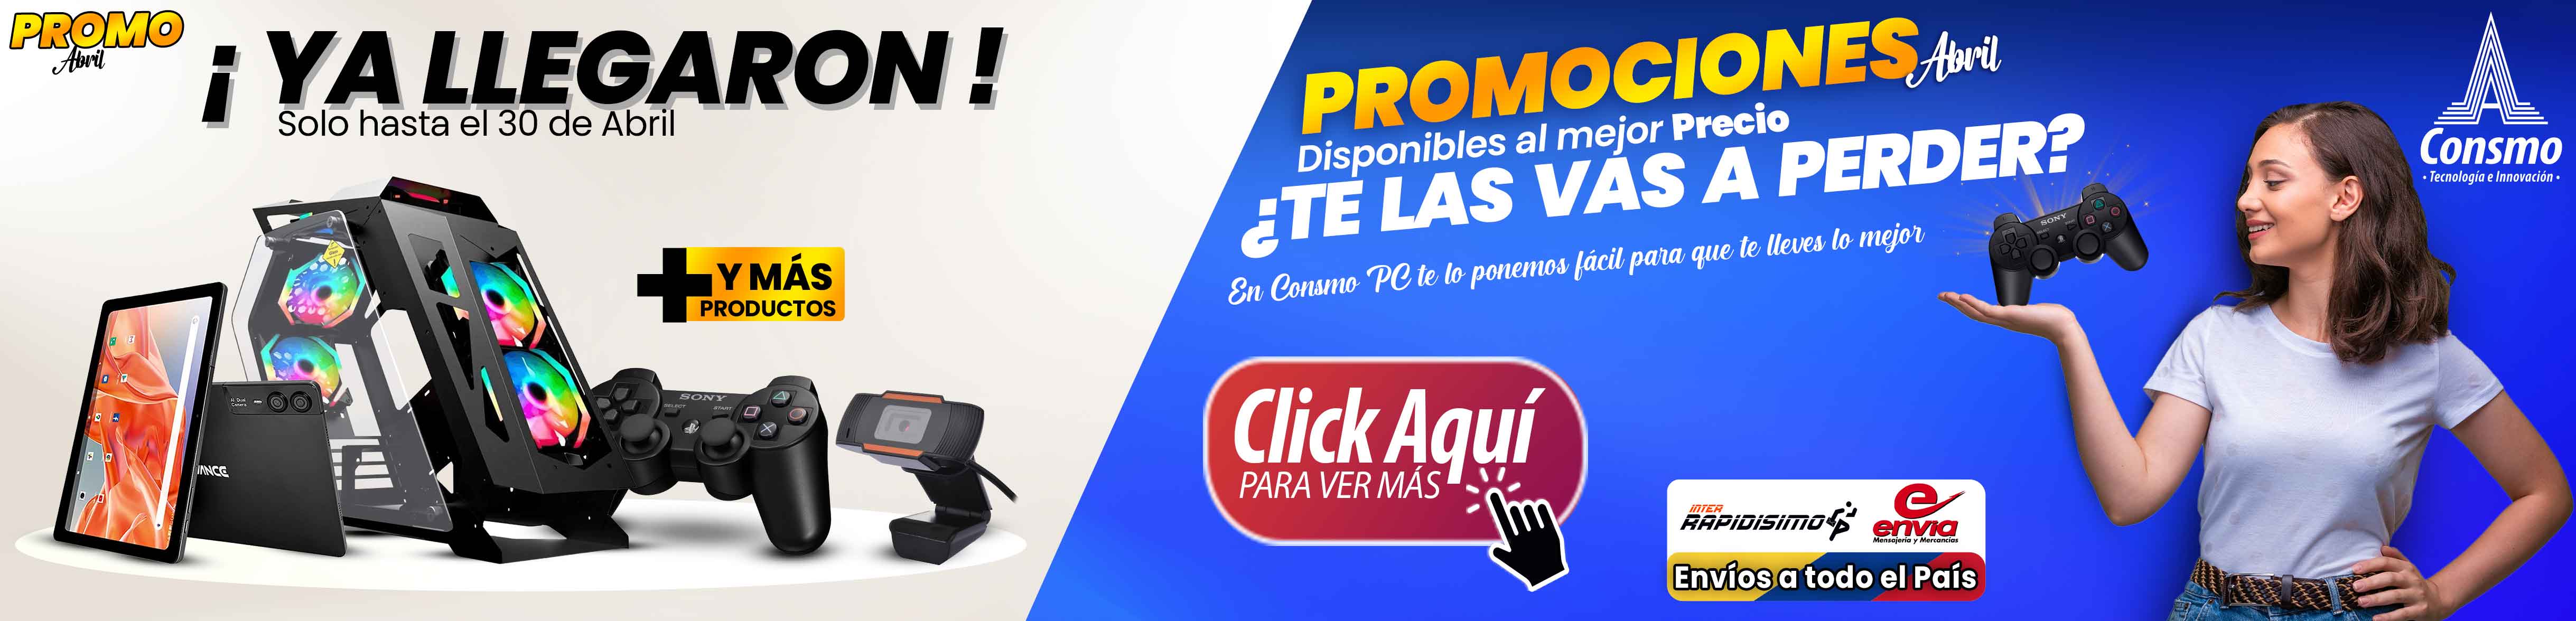 PROMO
Abril
¡ YA LLEGARON !
Solo hasta el 30 de Abril
+ Y MÁS
PRODUCTOS
SONY
SELECT
START
PROMOCIONES Abril
Disponibles al mejor Precio
¿TE LAS VAS A PERDER?
En Consmo PC te lo ponemos fácil para que te lleves lo mejor
SONY
Click Aquí
PARA VER MÁS
INTER
RAPIDISIMO
envia
Mensajería y Mercancías
Envíos a todo el País
Consmo
• Tecnología e Innovación •